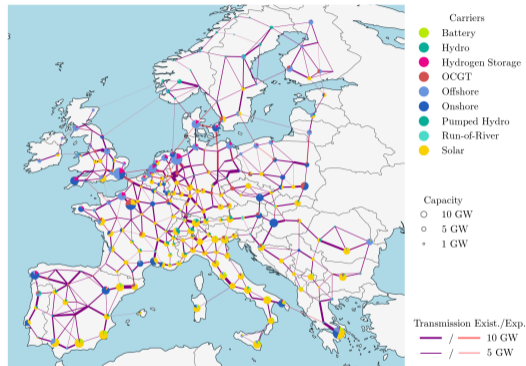 Carriers
Battery
Hydro
Hydrogen Storage
OCGT
Offshore
Onshore
Pumped Hydro
Run-of-River
Solar
Capacity
10 GW
5 GW
1 GW
Transmission Exist./Exp.
/ 10 GW
/ 5 GW